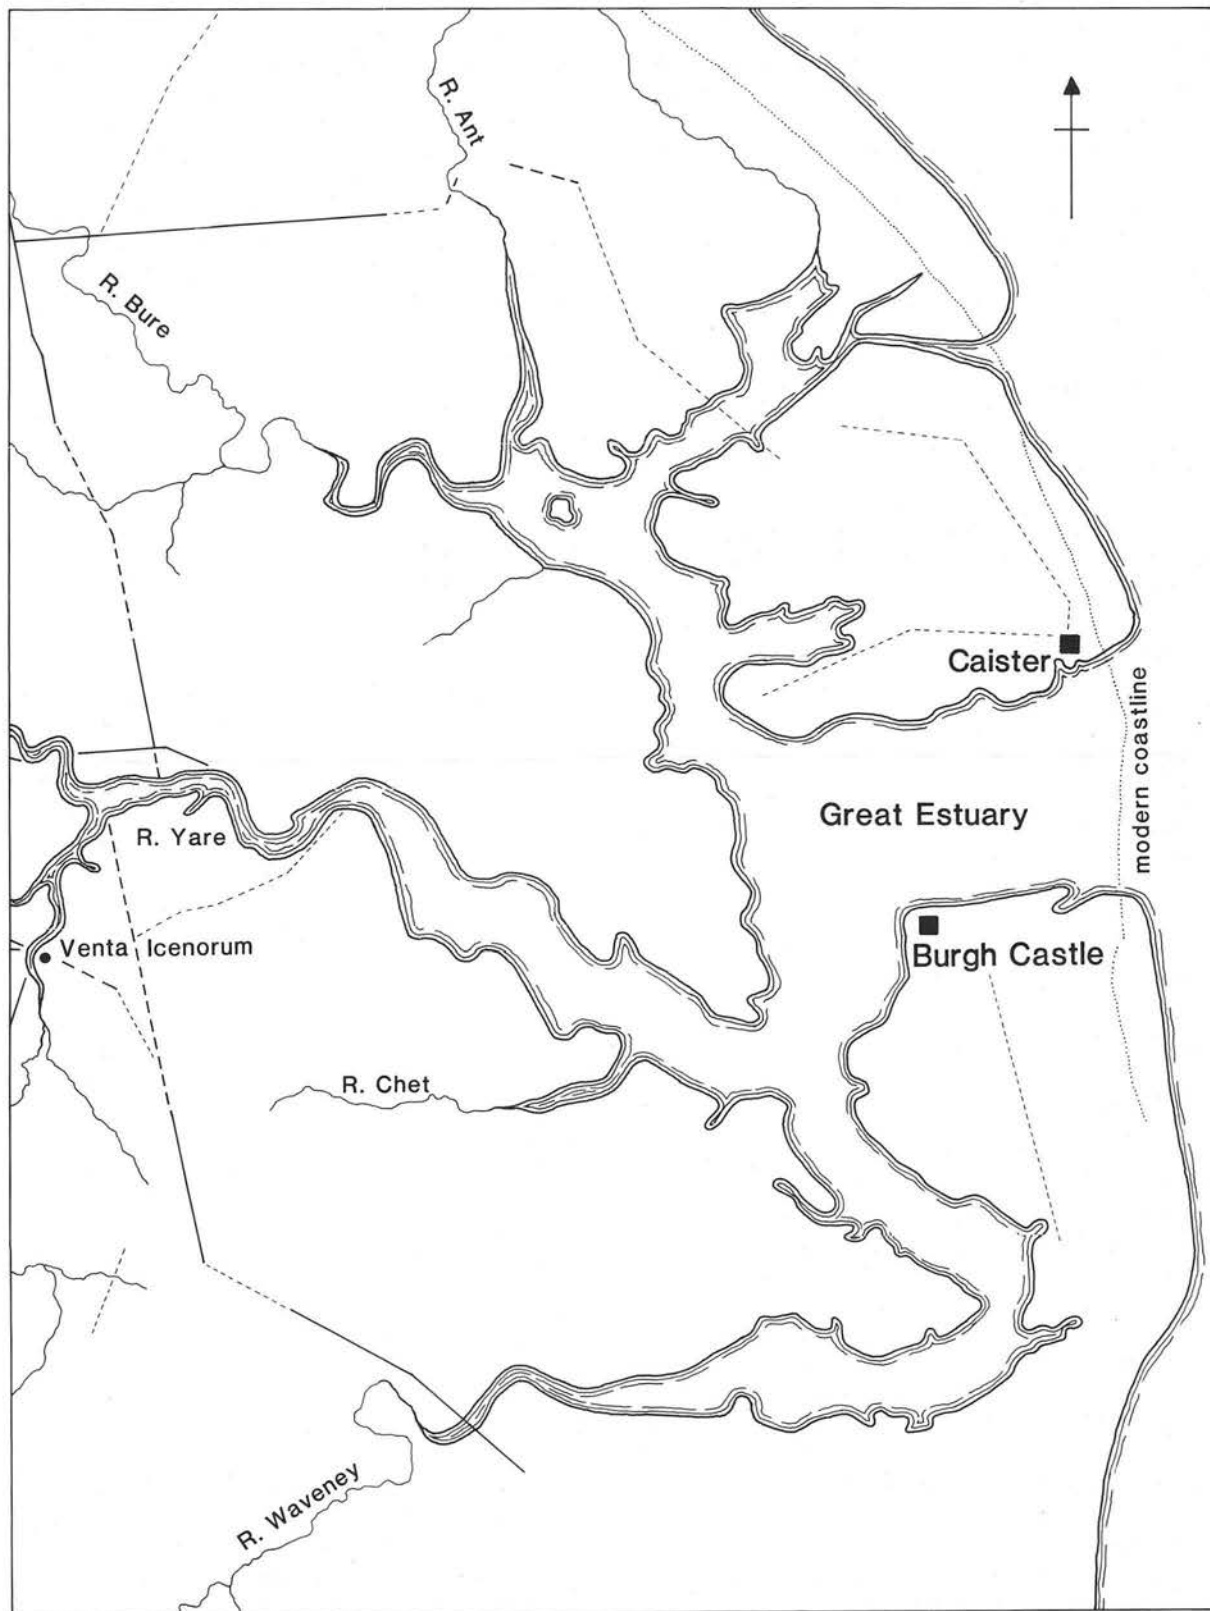 R. Ant
R. Bure
Caister
modern coastline
Great Estuary
R. Yare
Venta Icenorum
Burgh Castle
R. Chet
R. Waveney